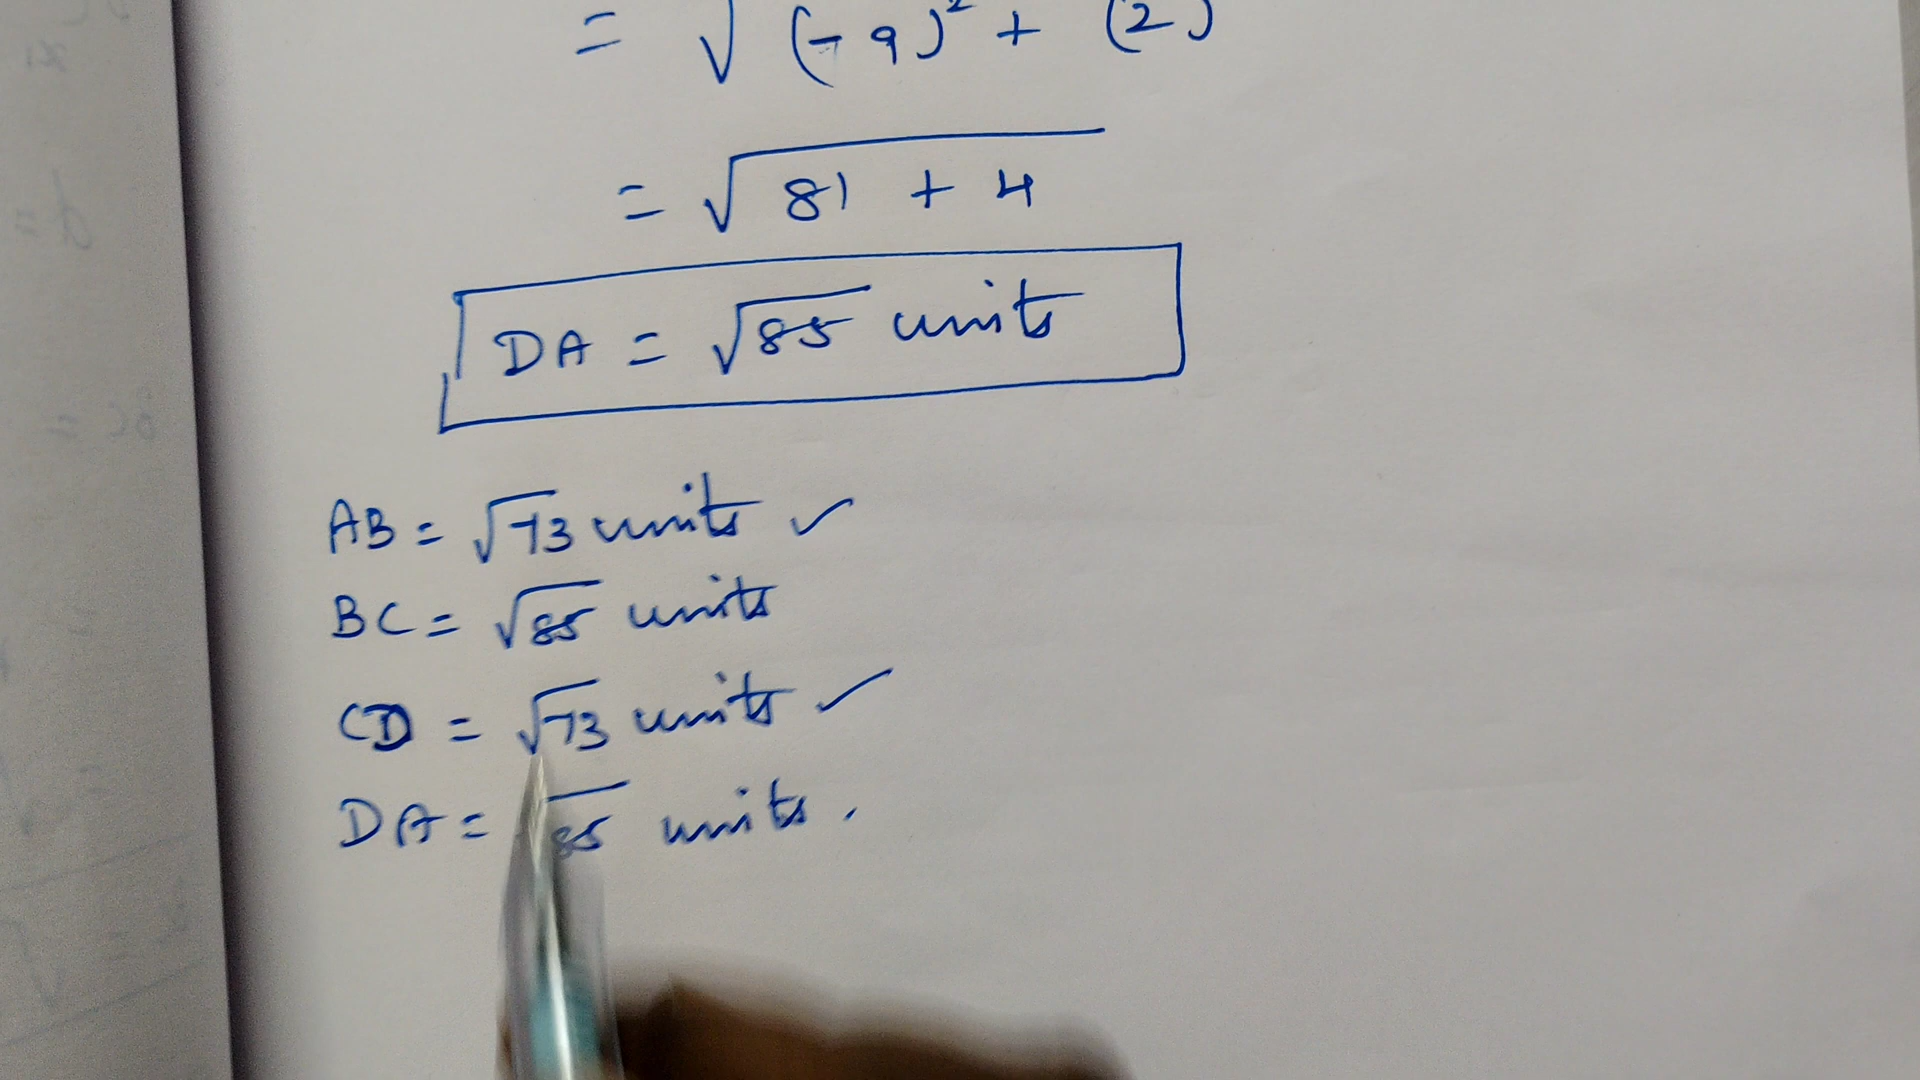 = √(-9)² + (2)
= √81 + 4
DA = √85 units
AB = √73 units ✓
BC = √85 units
CD = √73 units ✓
DA = √85 units.